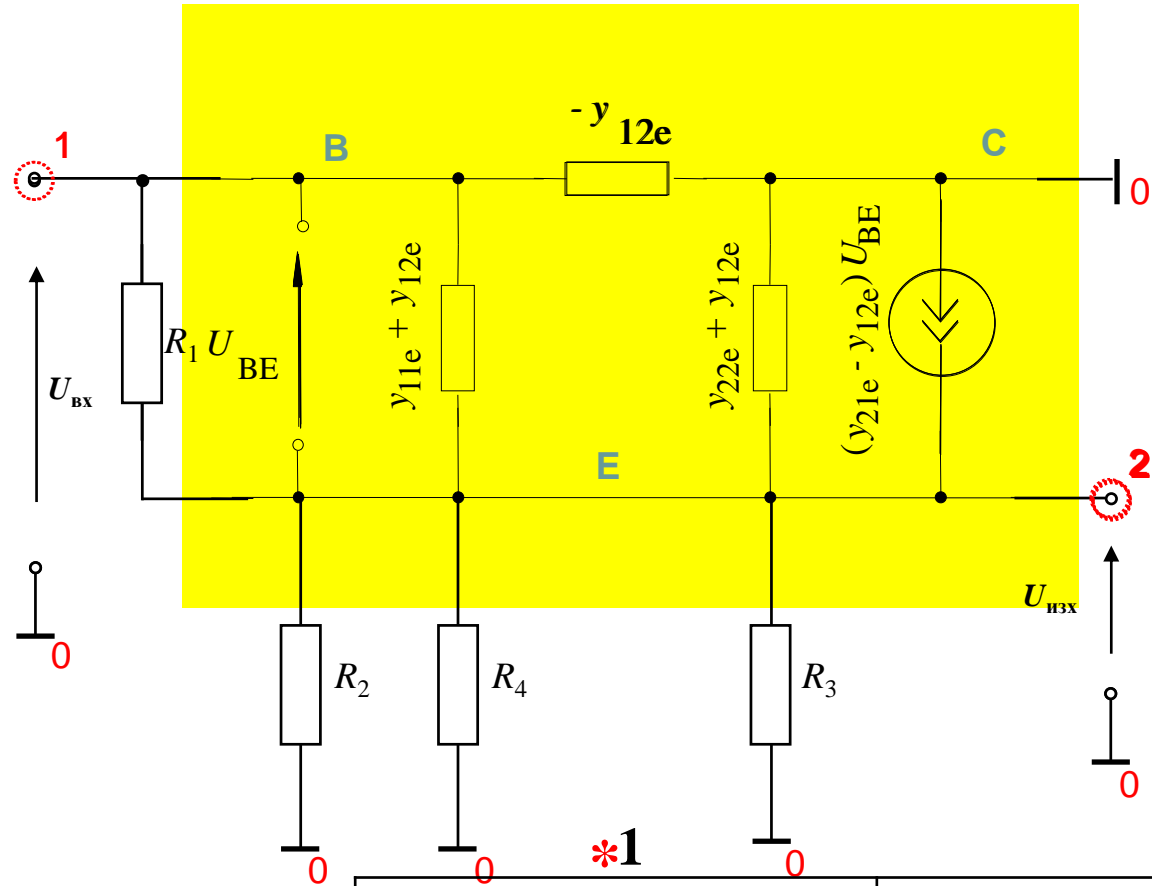 - y 12e
1
B
C
0
y11e + y12e
y22e + y12e
(y21e - y12e) UBE
R1
UBE
Uвх
E
2
Uизх
0
R2
R4
R3
0
0
0
0
*1